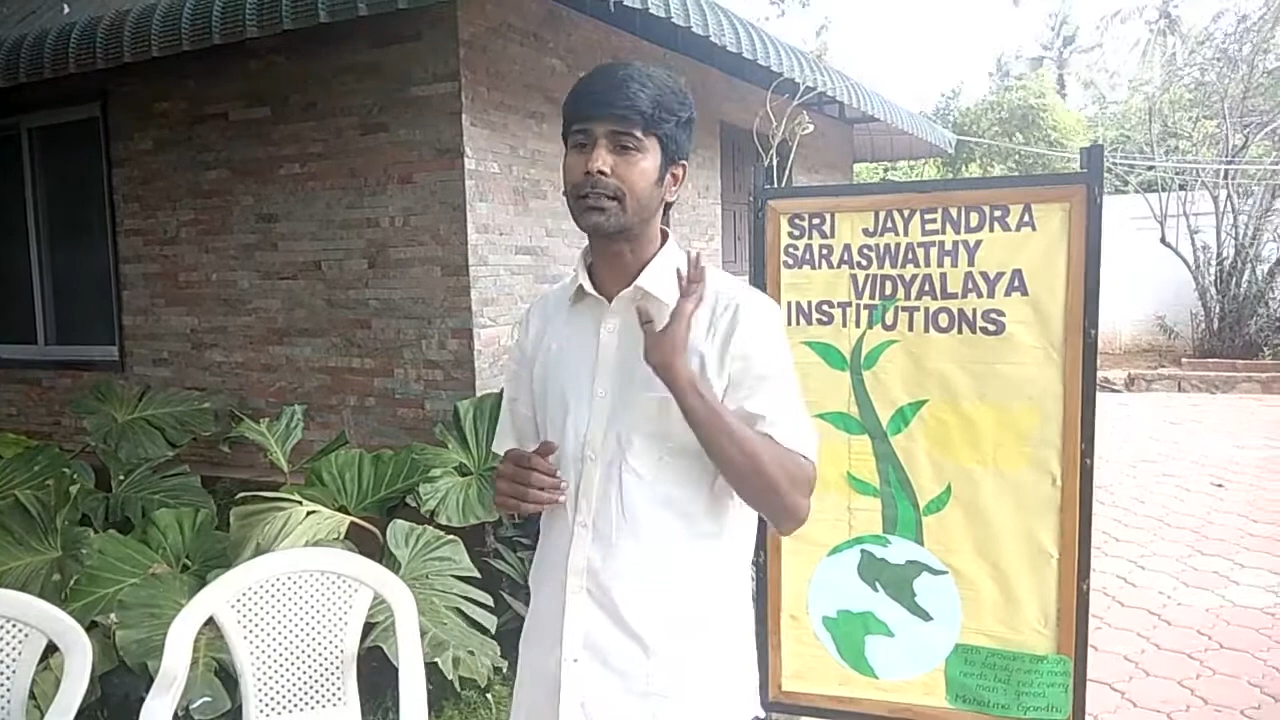 SRI JAYENDRA
SARASWATHY
VIDYALAYA
INSTITUTIONS
Earth provides enough
to satisfy every mans
needs, but not every
man's greed
- Mahatma Gandhi